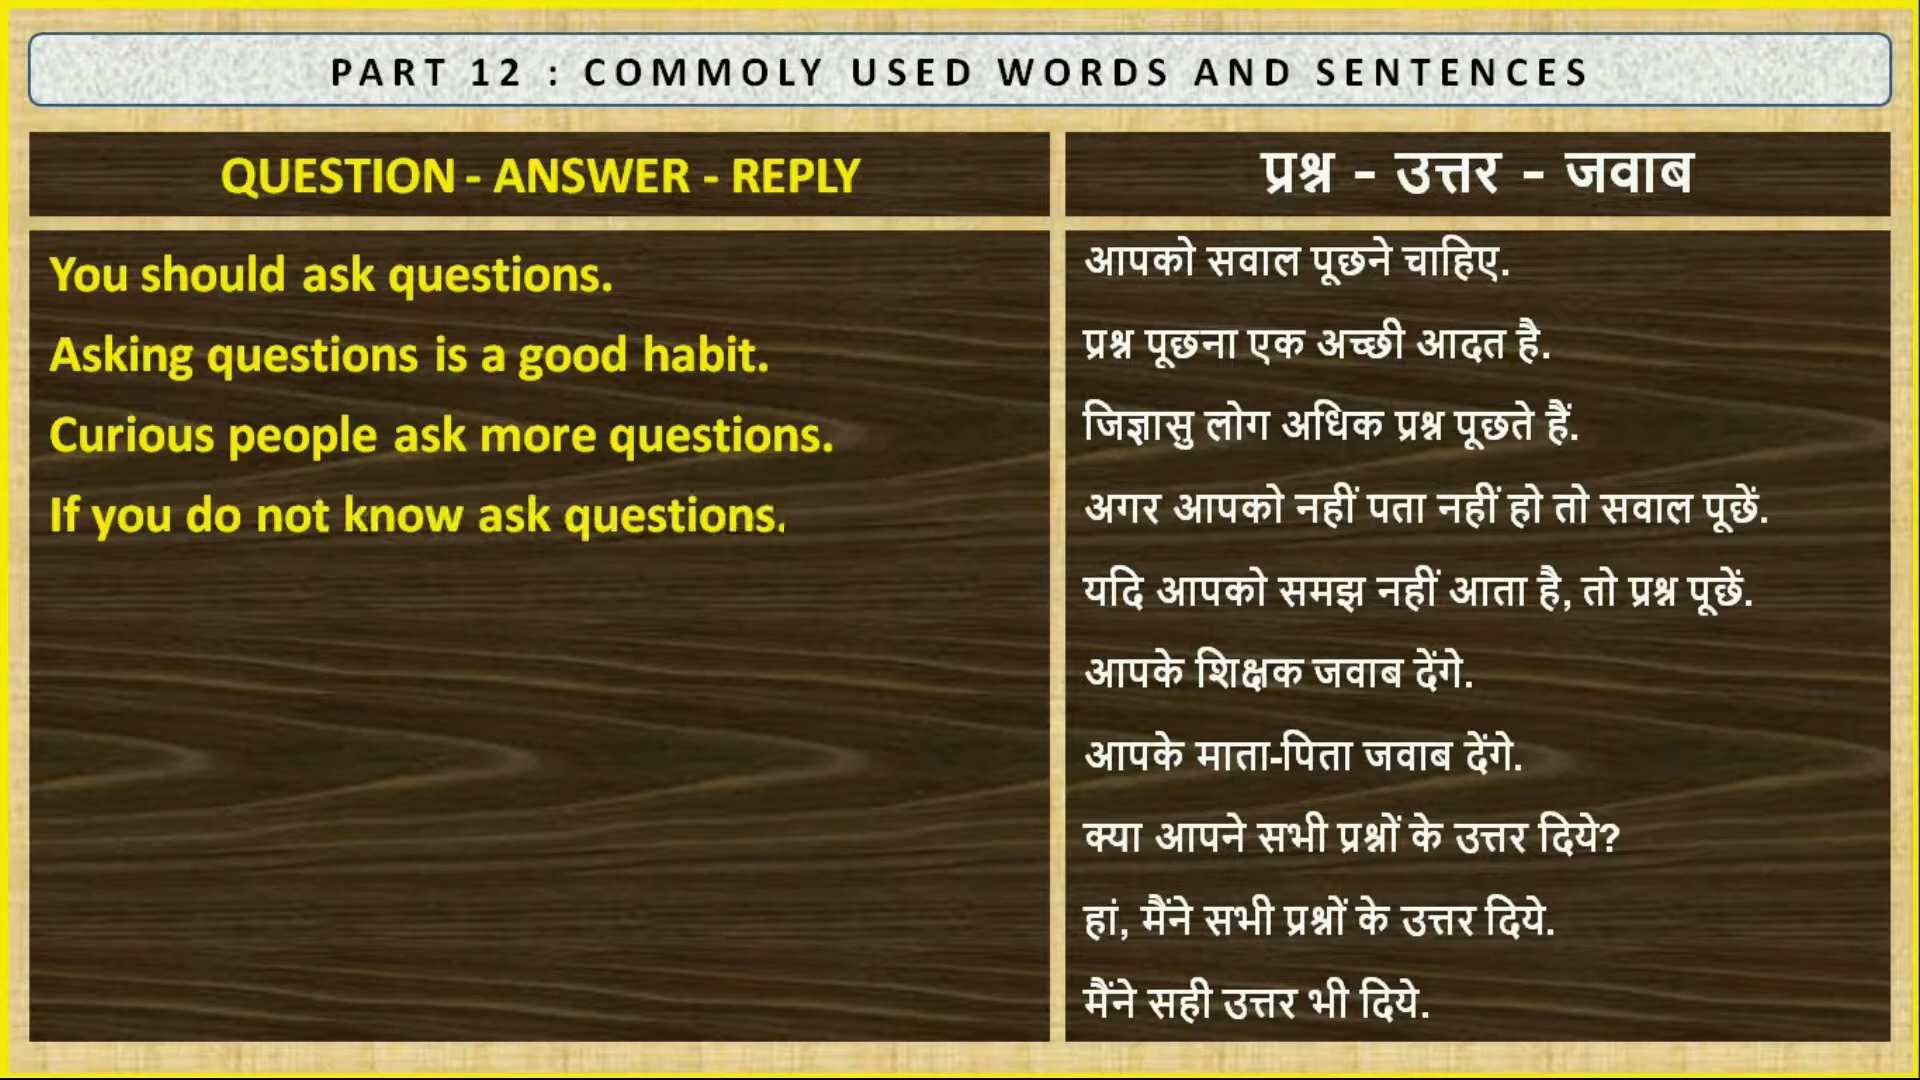 PART 12 : COMMOLY USED WORDS AND SENTENCES
QUESTION - ANSWER - REPLY
You should ask questions.
Asking questions is a good habit.
Curious people ask more questions.
If you do not know ask questions.
प्रश्न - उत्तर - जवाब
आपको सवाल पूछने चाहिए.
प्रश्न पूछना एक अच्छी आदत है.
जिज्ञासु लोग अधिक प्रश्न पूछते हैं.
अगर आपको नहीं पता नहीं हो तो सवाल पूछें.
यदि आपको समझ नहीं आता है, तो प्रश्न पूछें.
आपके शिक्षक जवाब देंगे.
आपके माता-पिता जवाब देंगे.
क्या आपने सभी प्रश्नों के उत्तर दिये?
हां, मैंने सभी प्रश्नों के उत्तर दिये.
मैंने सही उत्तर भी दिये.